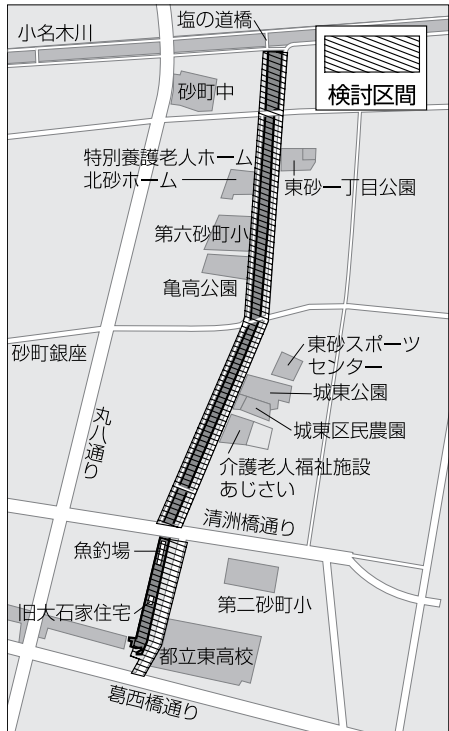 塩の道橋
小名木川
検討区間
砂町中
特別養護老人ホーム
北砂ホーム
東砂一丁目公園
第六砂町小
亀高公園
東砂スポーツ
センター
砂町銀座
城東公園
丸八通り
城東区民農園
介護老人福祉施設
あじさい
清洲橋通り
魚釣場
第二砂町小
旧大石家住宅
都立東高校
葛西橋通り